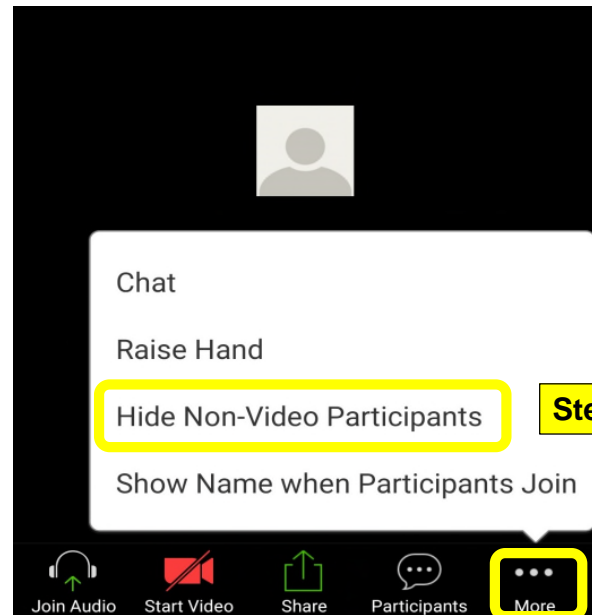 Chat
Raise Hand
Hide Non-Video Participants
Ste
Show Name when Participants Join
Join Audio Start Video Share Participants More